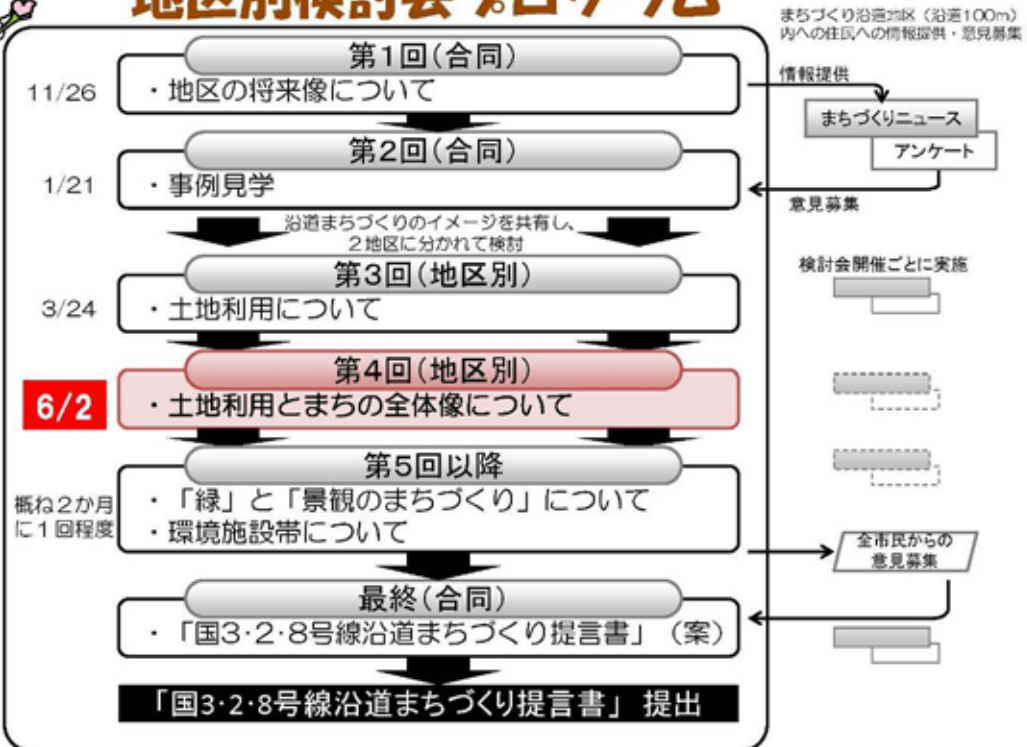 地区別検討会プログラム
まちづくり沿道地区（沿道100m）
内への住民への情報提供・意見募集
第1回(合同)
11/26
・地区の将来像について
情報提供
まちづくりニュース
アンケート
第2回(合同)
1/21
・事例見学
意見募集
沿道まちづくりのイメージを共有し、
2地区に分かれて検討
第3回(地区別)
3/24
・土地利用について
検討会開催ごとに実施
第4回(地区別)
6/2
・土地利用とまちの全体像について
第5回以降
概ね2か月
に1回程度
・「緑」と「景観のまちづくり」について
・環境施設帯について
全市民からの
意見募集
最終(合同)
・「国3・2・8号線沿道まちづくり提言書」（案）
「国3・2・8号線沿道まちづくり提言書」 提出